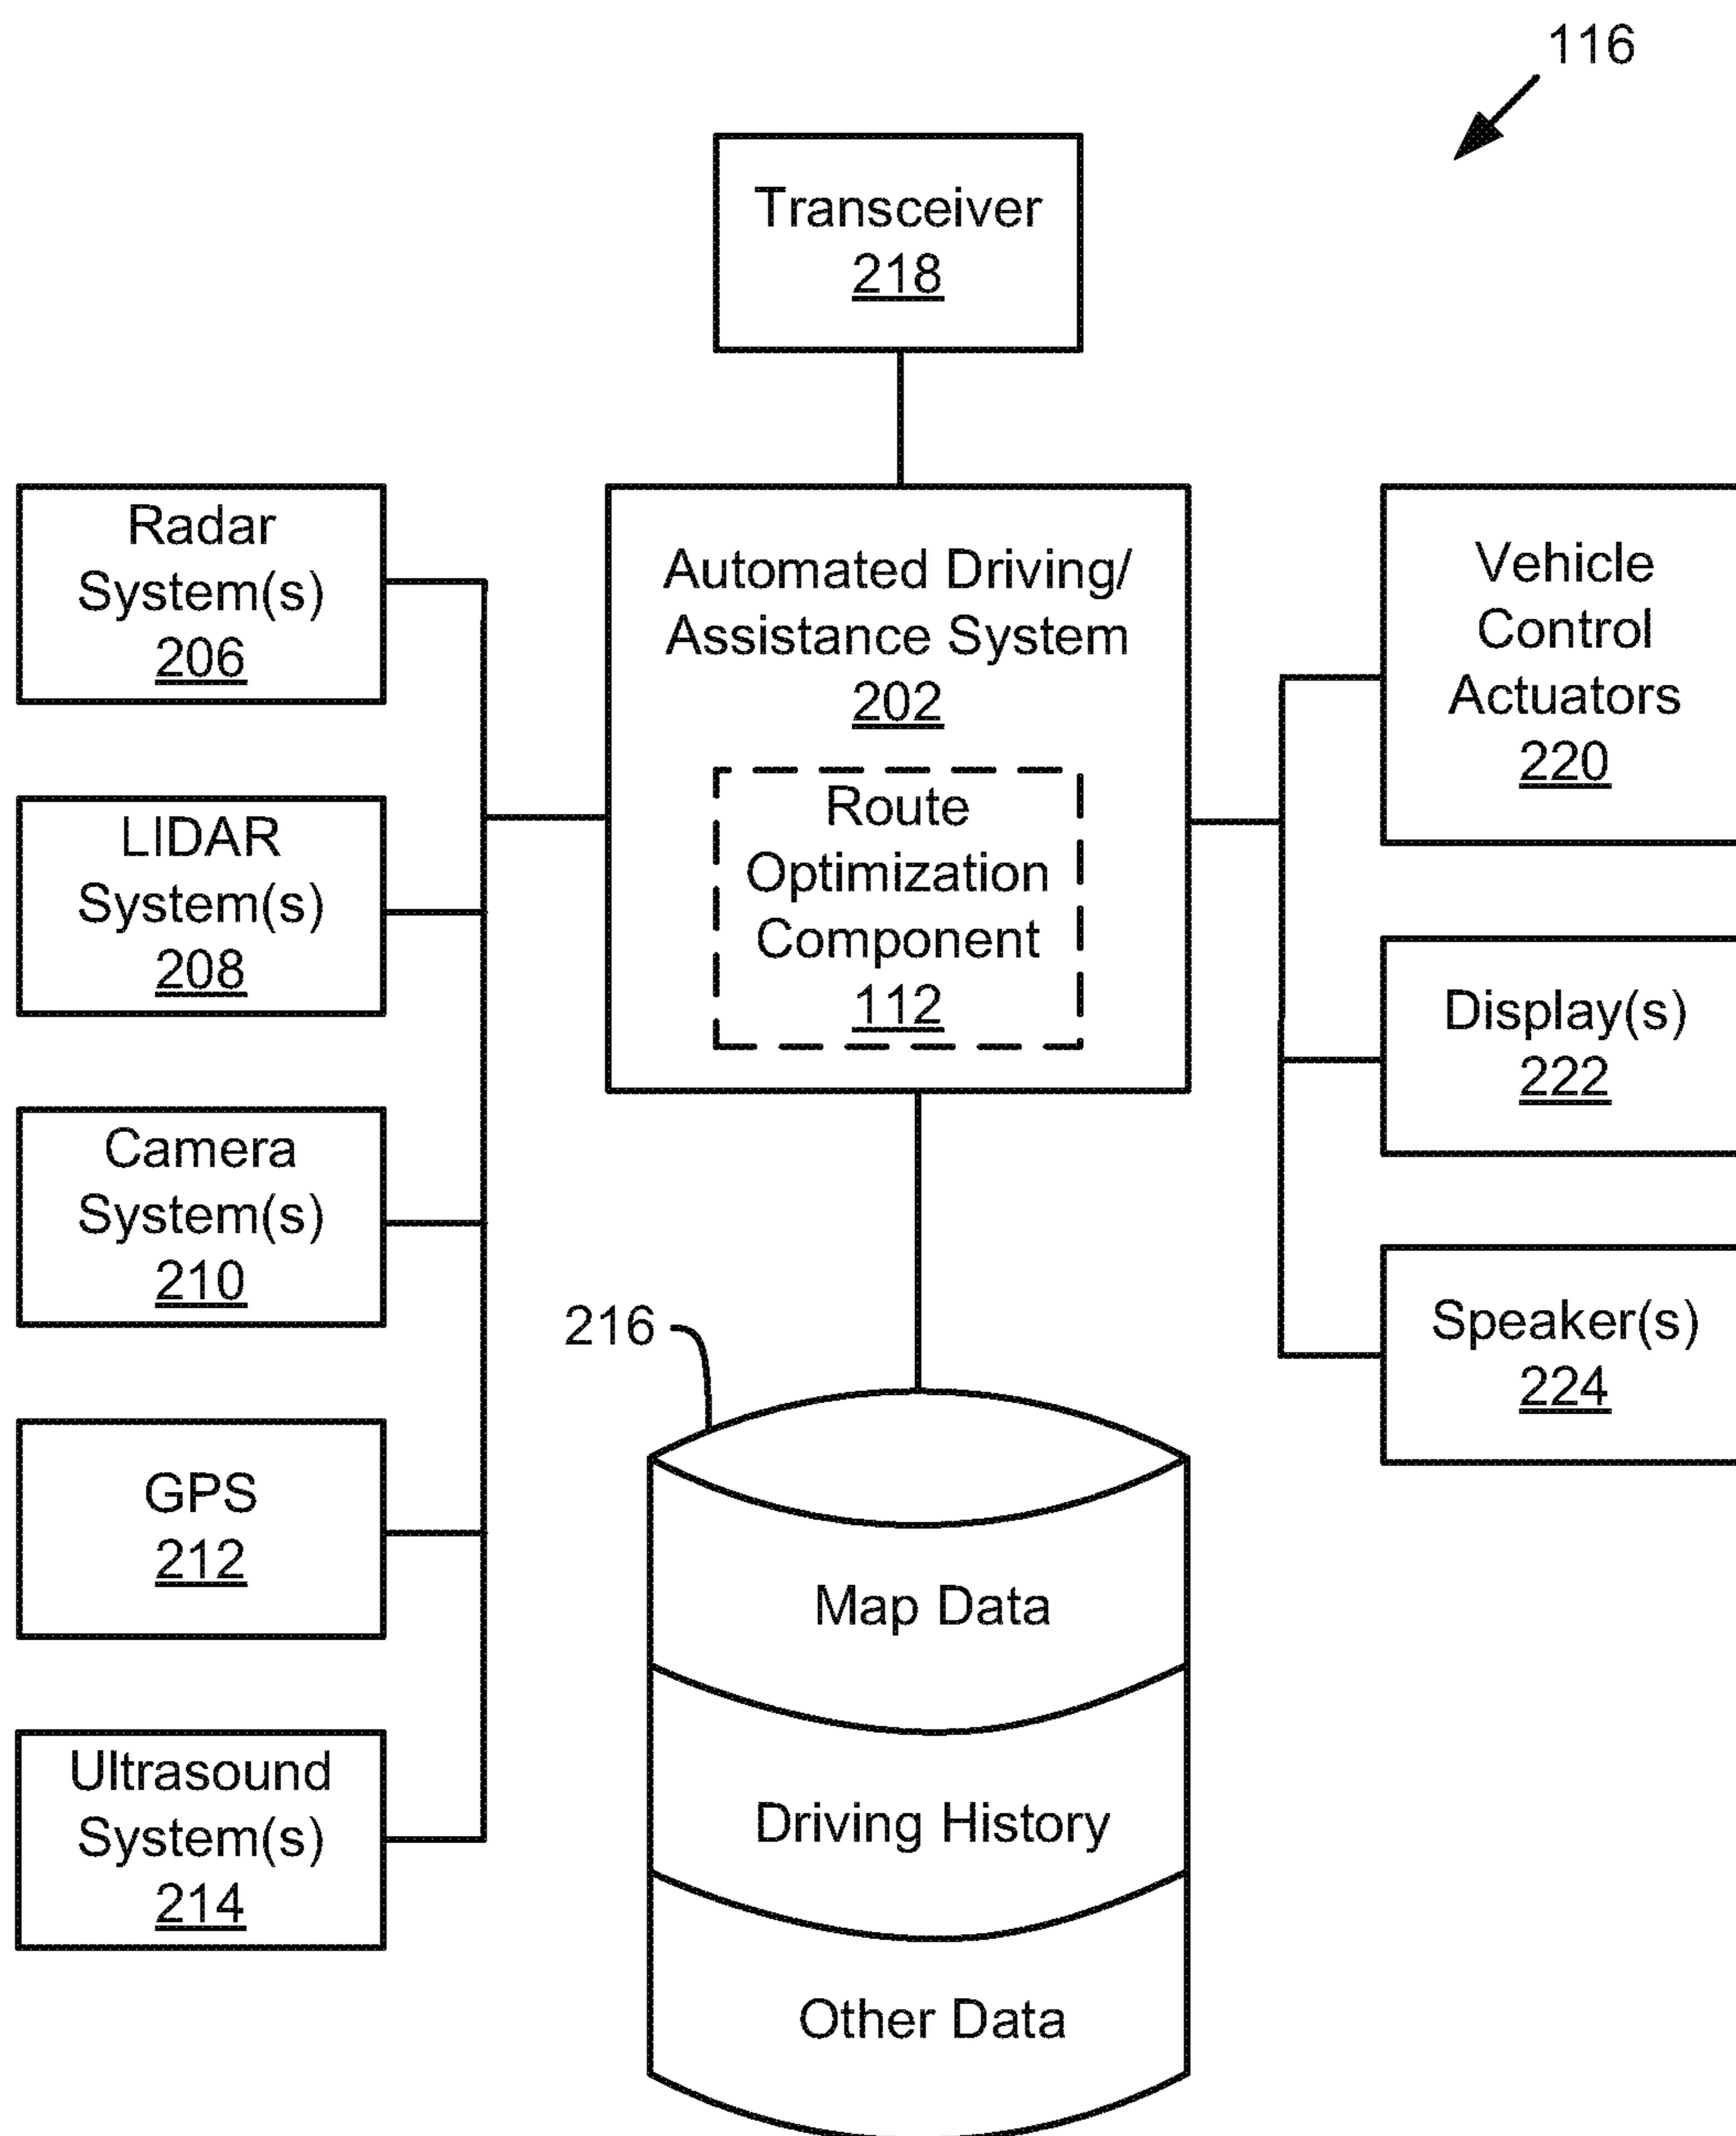 116
Transceiver
218
Radar
System(s)
206
LIDAR
System(s)
208
Camera
System(s)
210
GPS
212
Ultrasound
System(s)
214
Automated Driving/
Assistance System
202
Route
Optimization
Component
112
Vehicle
Control
Actuators
220
Display(s)
222
Speaker(s)
224
216
Map Data
Driving History
Other Data